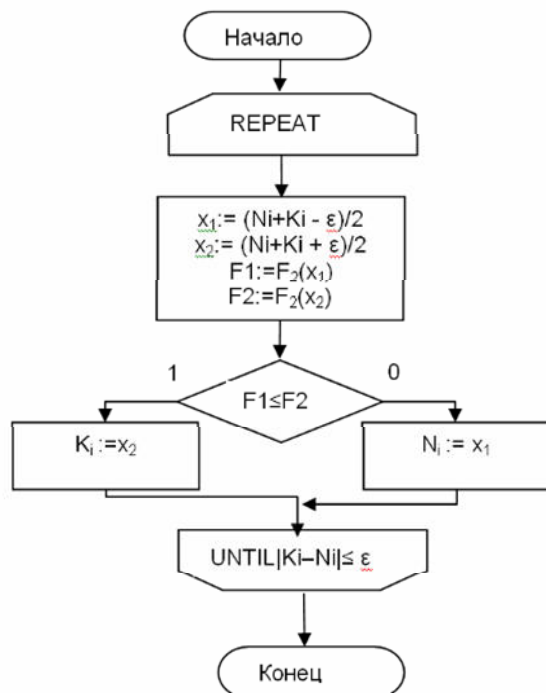 Начало
REPEAT
x₁:= (Ni+Ki - ε)/2
x₂:= (Ni+Ki + ε)/2
F1:=F₂(x₁)
F2:=F₂(x₂)
1
0
F1≤F2
Kᵢ :=x₂
Nᵢ := x₁
UNTIL|Ki–Ni|≤ ε
Конец